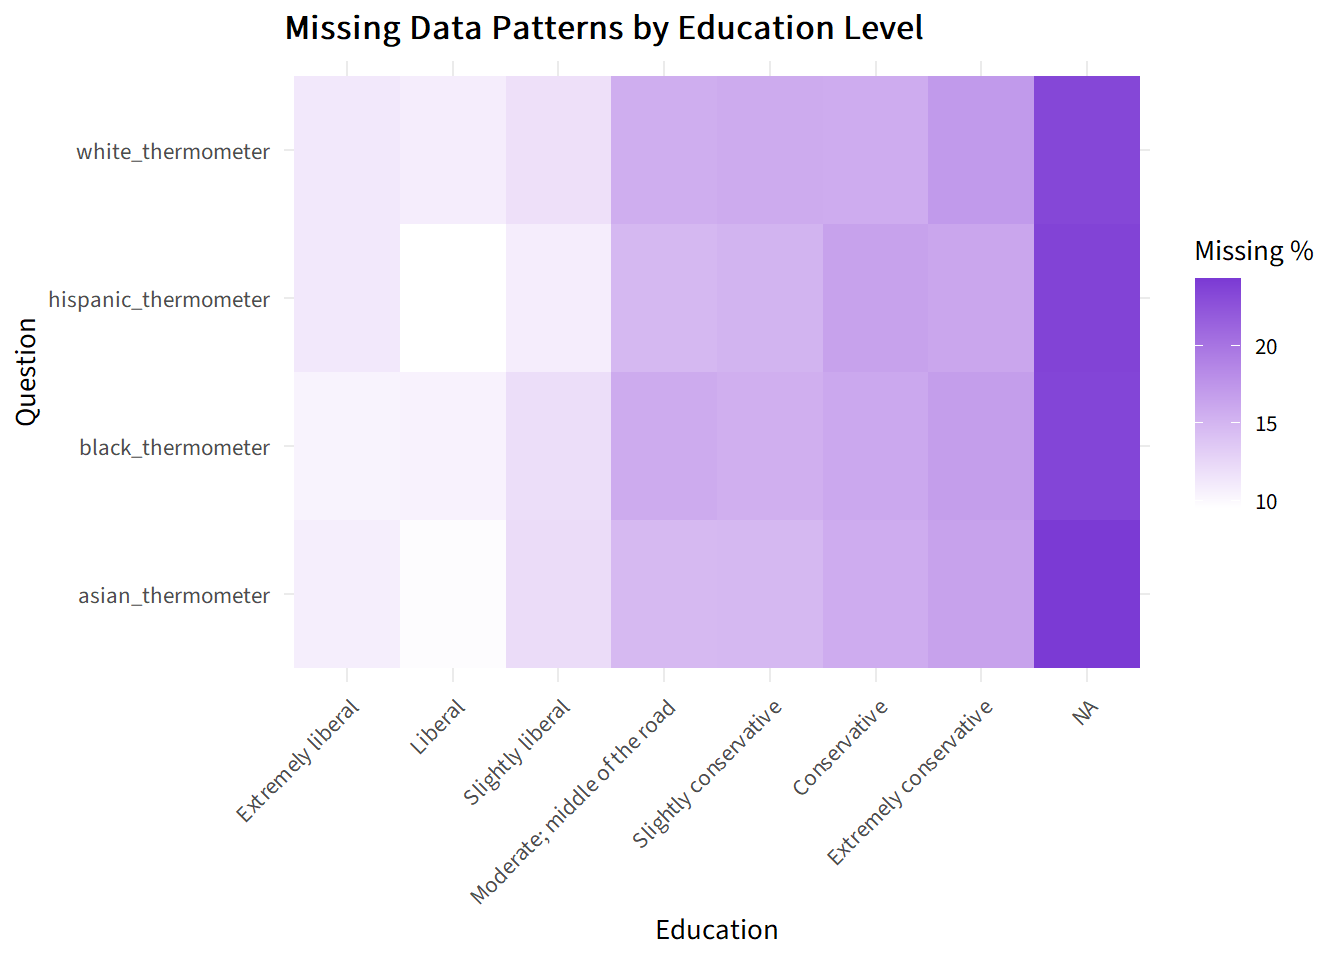 Missing Data Patterns by Education Level
white_thermometer
hispanic_thermometer
black_thermometer
asian_thermometer
Question
Extremely liberal
Liberal
Slightly liberal
Moderate; middle of the road
Slightly conservative
Conservative
Extremely conservative
NA
Education
Missing %
20
15
10